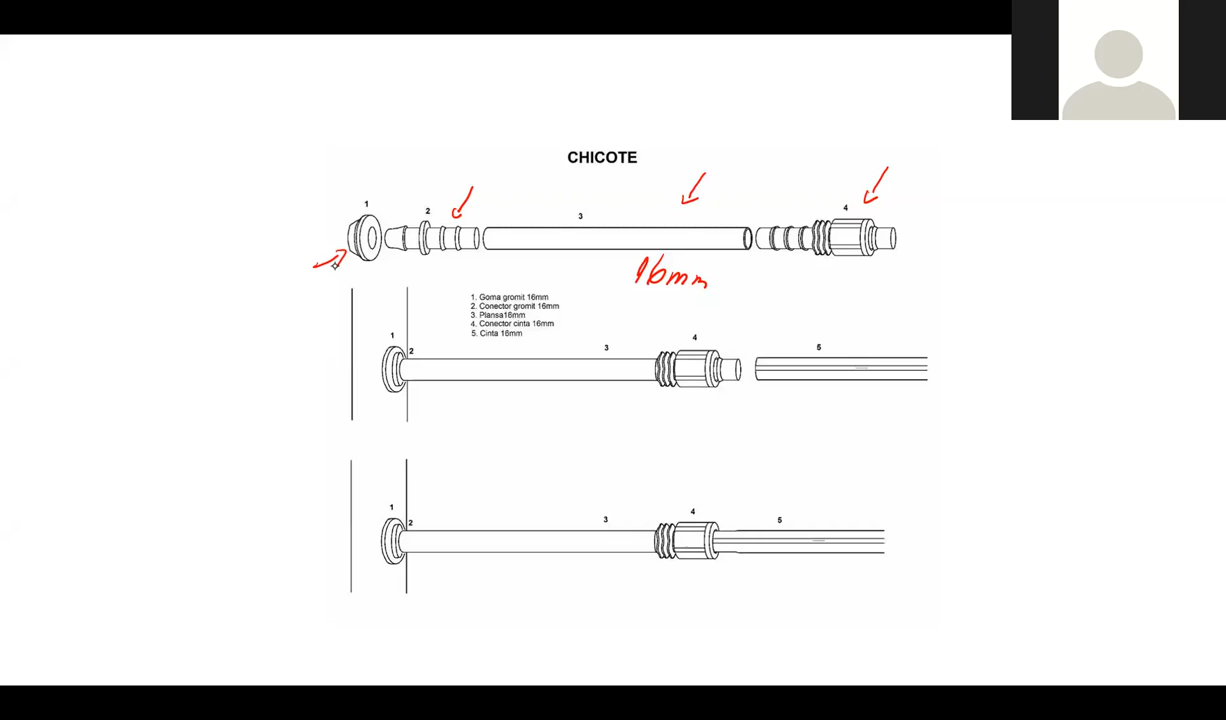 CHICOTE
1
2
3
4
16mm
1. Goma gromit 16mm
2. Conector gromit 16mm
3. Plansa16mm
4. Conector cinta 16mm
5. Cinta 16mm
1
2
3
4
5
1
2
3
4
5